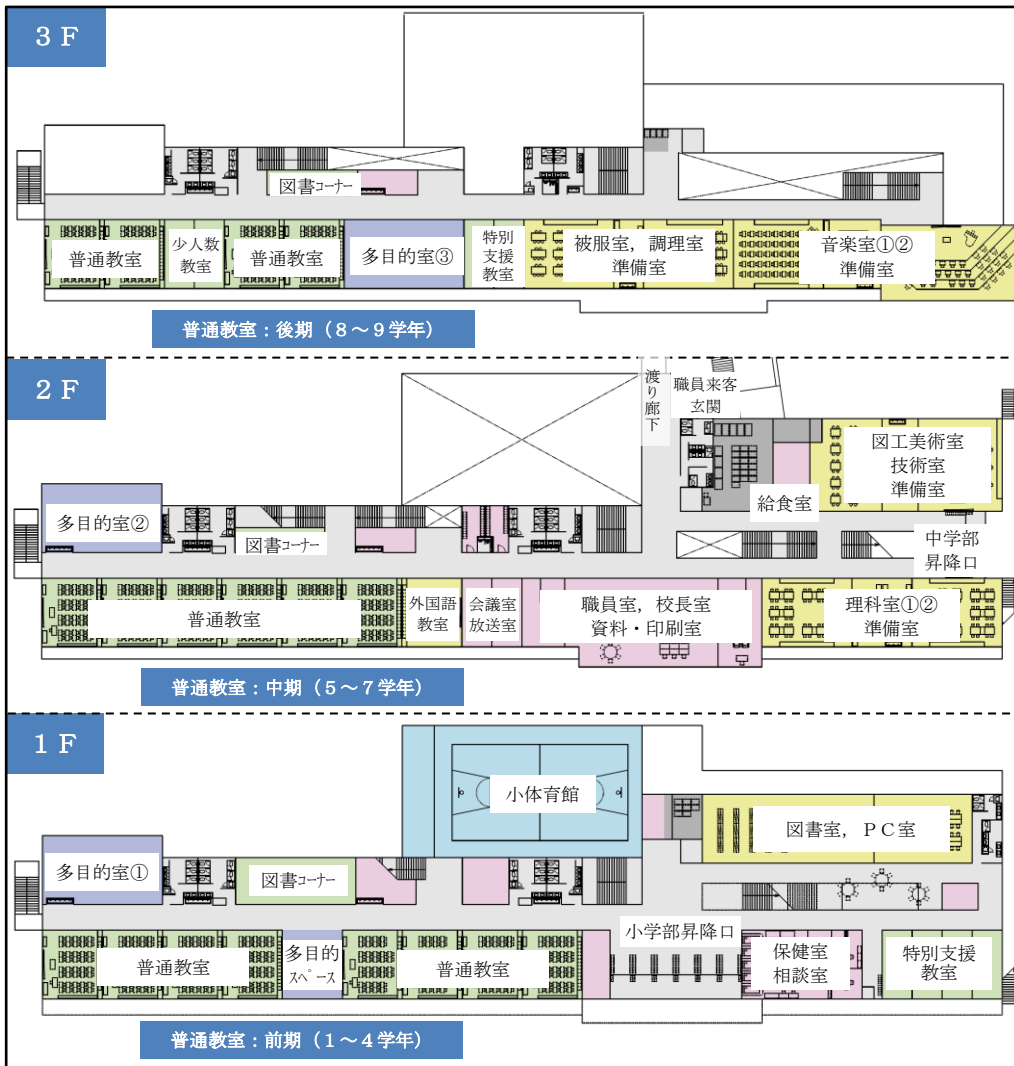 3F
図書コーナー
普通教室
少人数
教室
普通教室
多目的室③
特別
支援
教室
被服室，調理室
準備室
音楽室①②
準備室
普通教室：後期（8～9学年）
2F
渡り廊下
職員来客
玄関
図工美術室
技術室
準備室
給食室
多目的室②
図書コーナー
中学部
昇降口
普通教室
外国語
教室
会議室
放送室
職員室，校長室
資料・印刷室
理科室①②
準備室
普通教室：中期（5～7学年）
1F
小体育館
図書室，ＰＣ室
多目的室①
図書コーナー
小学部昇降口
普通教室
多目的
スペース
普通教室
保健室
相談室
特別支援
教室
普通教室：前期（1～4学年）